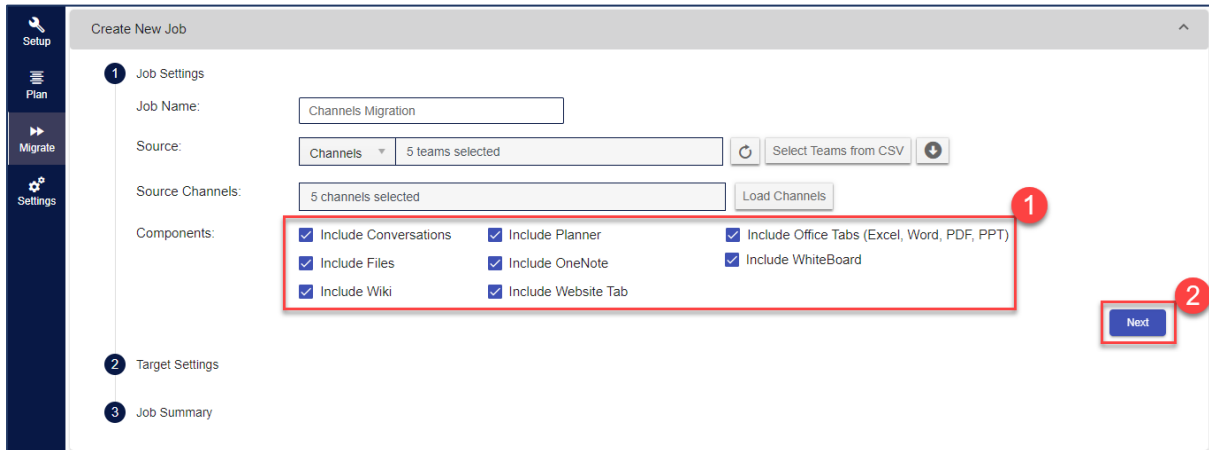 Setup
Plan
Migrate
Settings
Create New Job
1 Job Settings
Job Name: Channels Migration
Source: Channels 5 teams selected Select Teams from CSV
Source Channels: 5 channels selected Load Channels
1
Components: Include Conversations Include Planner Include Office Tabs (Excel, Word, PDF, PPT)
Include Files Include OneNote Include WhiteBoard
Include Wiki Include Website Tab
2
Next
2 Target Settings
3 Job Summary